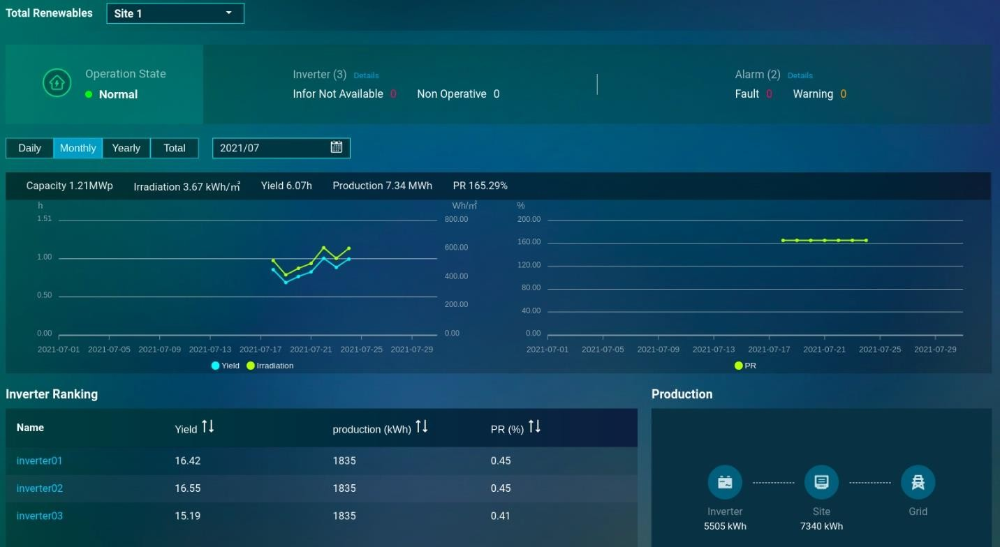 Total Renewables Site 1
Operation State
Normal
Inverter (3) Details
Infor Not Available 0 Non Operative 0
Alarm (2) Details
Fault 0 Warning 0
Daily Monthly Yearly Total 2021/07
Capacity 1.21MWp Irradiation 3.67 kWh/㎡ Yield 6.07h Production 7.34 MWh PR 165.29%
h Wh/㎡
1.51 800.00
600.00
1.00
400.00
0.50
200.00
0.00 0.00
2021-07-01 2021-07-05 2021-07-09 2021-07-13 2021-07-17 2021-07-21 2021-07-25 2021-07-29
Yield Irradiation
%
200.00
160.00
120.00
80.00
40.00
0.00
2021-07-01 2021-07-05 2021-07-09 2021-07-13 2021-07-17 2021-07-21 2021-07-25 2021-07-29
PR
Inverter Ranking
Name Yield production (kWh) PR (%)
inverter01 16.42 1835 0.45
inverter02 16.55 1835 0.45
inverter03 15.19 1835 0.41
Production
Inverter Site Grid
5505 kWh 7340 kWh